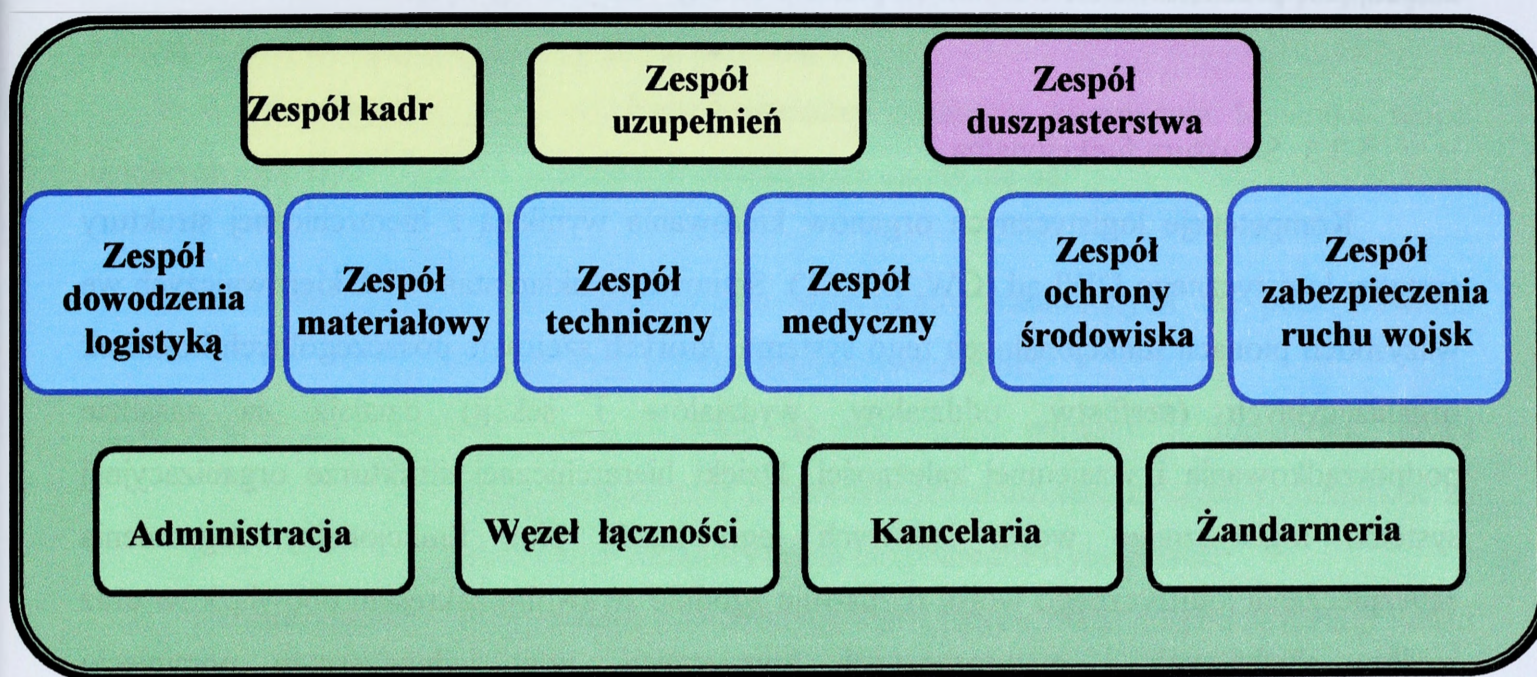 Zespół kadr
Zespół
uzupełnień
Zespół
duszpasterstwa
Zespół
dowodzenia
logistyką
Zespół
materiałowy
Zespół
techniczny
Zespół
medyczny
Zespół
ochrony
środowiska
Zespół
zabezpieczenia
ruchu wojsk
Administracja
Węzeł łączności
Kancelaria
Żandarmeria